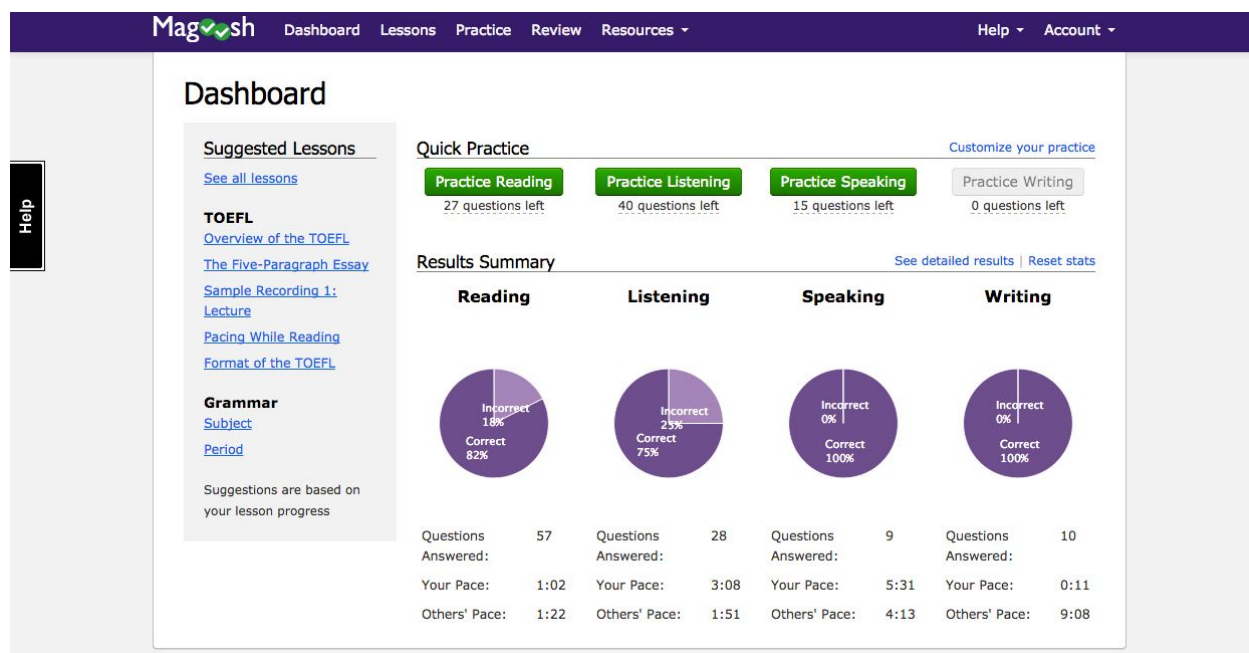 Magoosh Dashboard Lessons Practice Review Resources Help Account
Dashboard
Help
Suggested Lessons
See all lessons
TOEFL
Overview of the TOEFL
The Five-Paragraph Essay
Sample Recording 1:
Lecture
Pacing While Reading
Format of the TOEFL
Grammar
Subject
Period
Suggestions are based on
your lesson progress
Quick Practice Customize your practice
Practice Reading Practice Listening Practice Speaking Practice Writing
27 questions left 40 questions left 15 questions left 0 questions left
Results Summary See detailed results | Reset stats
Reading Listening Speaking Writing
Incorrect
18%
Correct
82%
Incorrect
25%
Correct
75%
Incorrect
0%
Correct
100%
Incorrect
0%
Correct
100%
Questions 57 Questions 28 Questions 9 Questions 10
Answered: Answered: Answered: Answered:
Your Pace: 1:02 Your Pace: 3:08 Your Pace: 5:31 Your Pace: 0:11
Others' Pace: 1:22 Others' Pace: 1:51 Others' Pace: 4:13 Others' Pace: 9:08